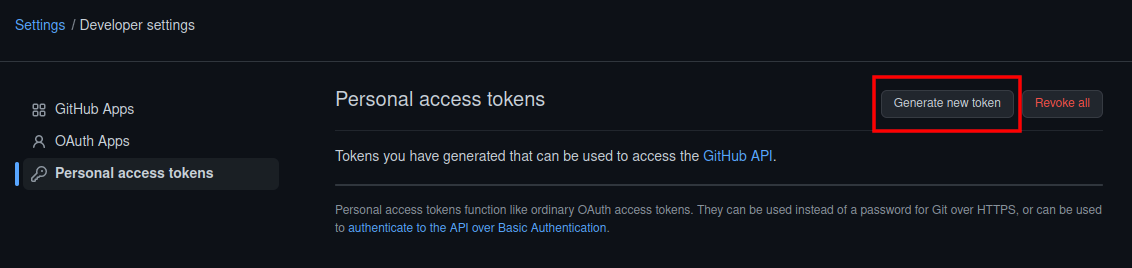 Settings / Developer settings
GitHub Apps
OAuth Apps
Personal access tokens
Personal access tokens
Generate new token
Revoke all
Tokens you have generated that can be used to access the GitHub API.
Personal access tokens function like ordinary OAuth access tokens. They can be used instead of a password for Git over HTTPS, or can be used
to authenticate to the API over Basic Authentication.